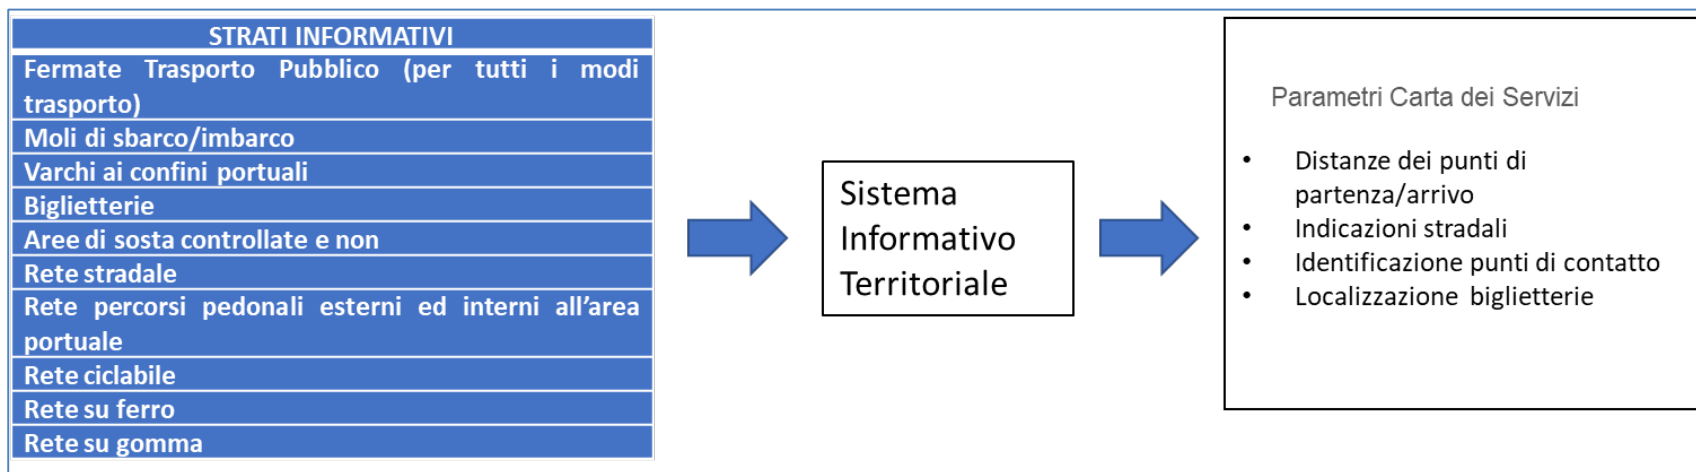 STRATI INFORMATIVI
Fermate Trasporto Pubblico (per tutti i modi
trasporto)
Moli di sbarco/imbarco
Varchi ai confini portuali
Biglietterie
Aree di sosta controllate e non
Rete stradale
Rete percorsi pedonali esterni ed interni all'area
portuale
Rete ciclabile
Rete su ferro
Rete su gomma
Sistema
Informativo
Territoriale
Parametri Carta dei Servizi
• Distanze dei punti di
partenza/arrivo
• Indicazioni stradali
• Identificazione punti di contatto
• Localizzazione biglietterie